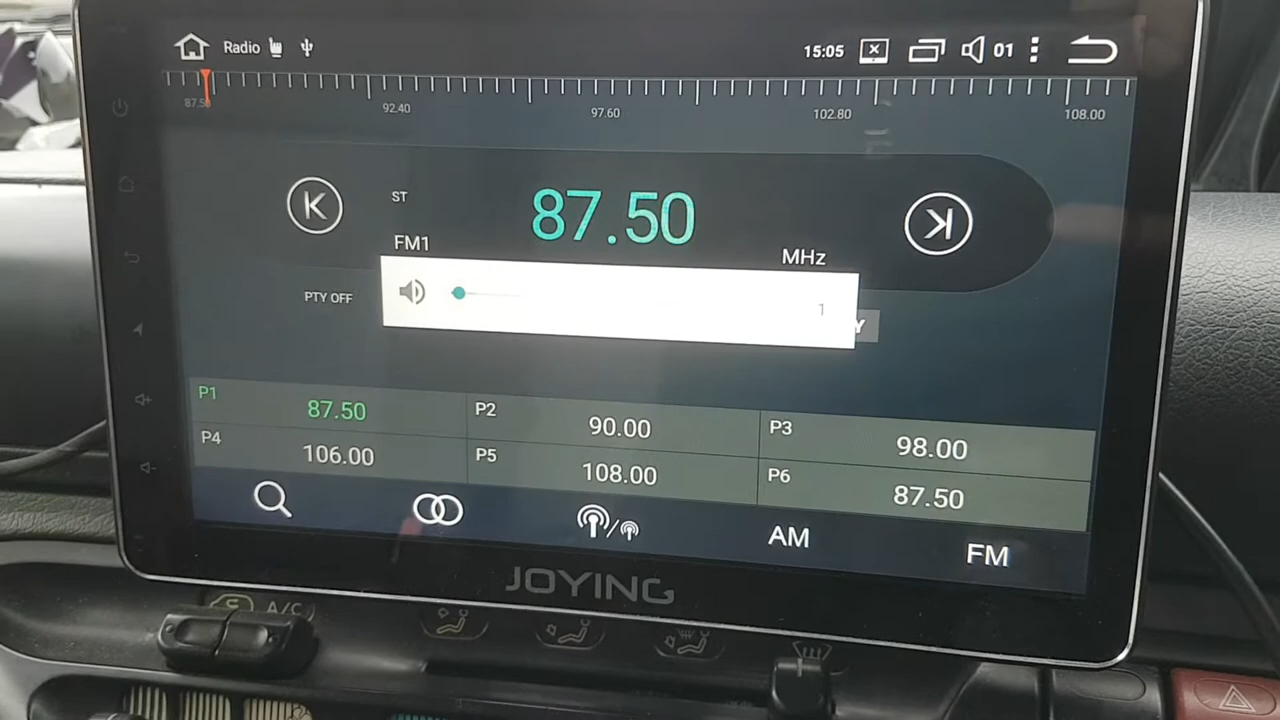 Radio 15:05 01
87.50 92.40 97.60 102.80 108.00
ST
87.50
FM1
MHz
PTY OFF
1
Y
P1 87.50 P2 90.00 P3 98.00
P4 106.00 P5 108.00 P6 87.50
AM FM
JOYING
A/C